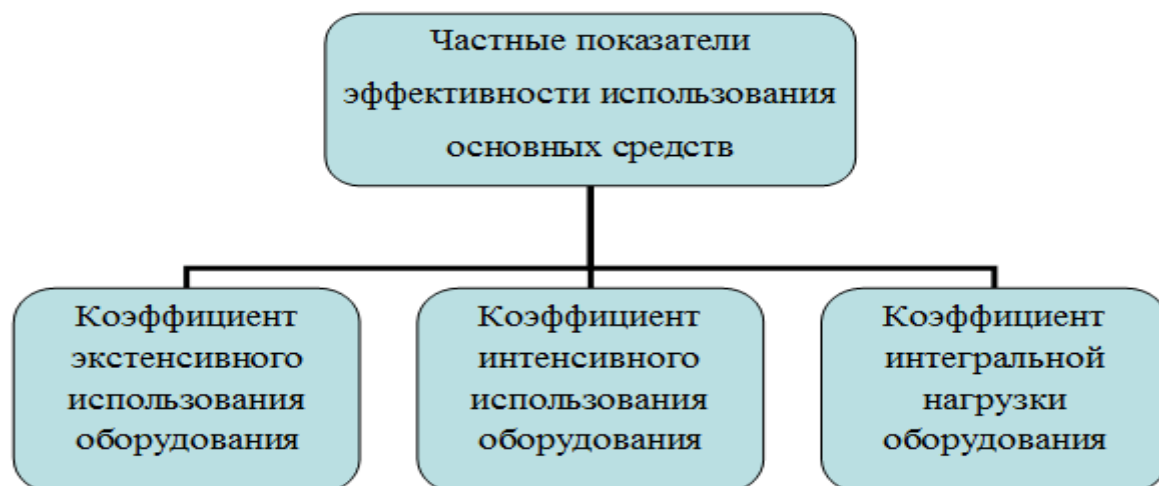 Частные показатели
эффективности использования
основных средств
Коэффициент
экстенсивного
использования
оборудования
Коэффициент
интенсивного
использования
оборудования
Коэффициент
интегральной
нагрузки
оборудования